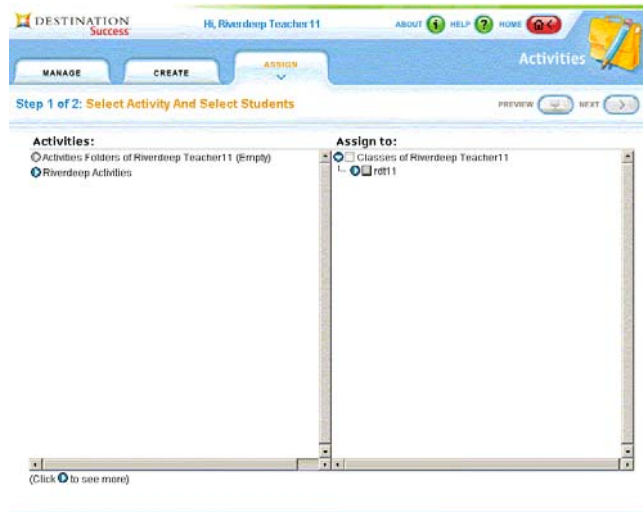 DESTINATION
Success
Hi, Riverdeep Teacher11
ABOUT
HELP
HOME
MANAGE
CREATE
ASSIGN
Activities
Step 1 of 2: Select Activity And Select Students
PREVIEW
NEXT
Activities:
Activities Folders of Riverdeep Teacher11 (Empty)
Riverdeep Activities
Assign to:
Classes of Riverdeep Teacher11
rdt11
(Click to see more)